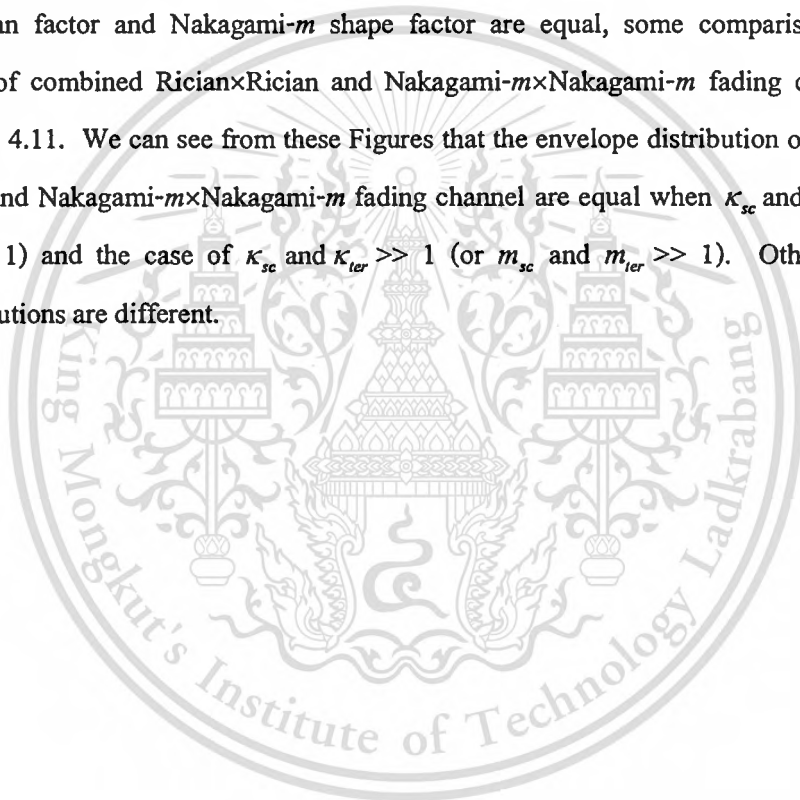 an factor and Nakagami-m shape factor are equal, some comparis
of combined Rician×Rician and Nakagami-m×Nakagami-m fading c
4.11. We can see from these Figures that the envelope distribution o
nd Nakagami-m×Nakagami-m fading channel are equal when κsc and
1) and the case of κsc and κter >> 1 (or msc and mter >> 1). Oth
utions are different.
King Mongkut's Institute of Technology Ladkrabang